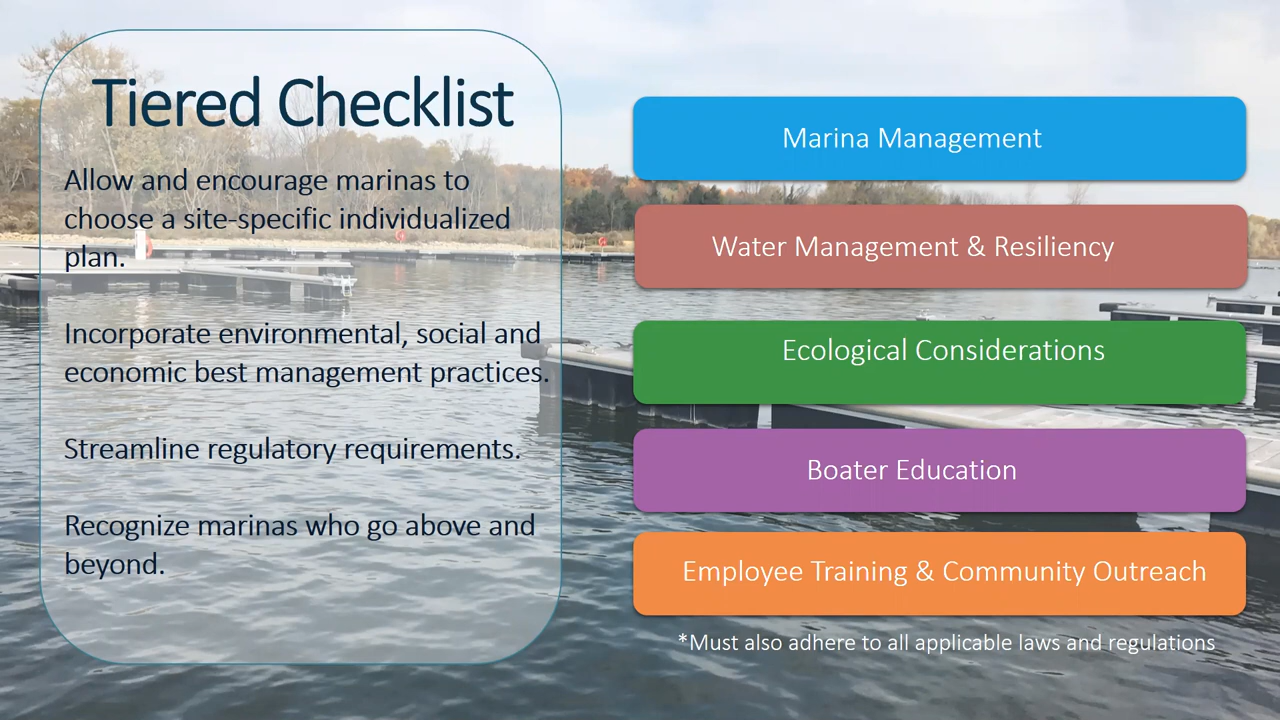 Tiered Checklist
Allow and encourage marinas to
choose a site-specific individualized
plan.
Incorporate environmental, social and
economic best management practices.
Streamline regulatory requirements.
Recognize marinas who go above and
beyond.
Marina Management
Water Management & Resiliency
Ecological Considerations
Boater Education
Employee Training & Community Outreach
*Must also adhere to all applicable laws and regulations